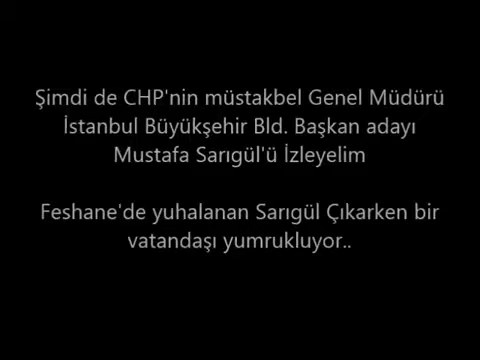 Şimdi de CHP'nin müstakbel Genel Müdürü
İstanbul Büyükşehir Bld. Başkan adayı
Mustafa Sarıgül'ü İzleyelim
Feshane'de yuhalanan Sarıgül Çıkarken bir
vatandaşı yumrukluyor..